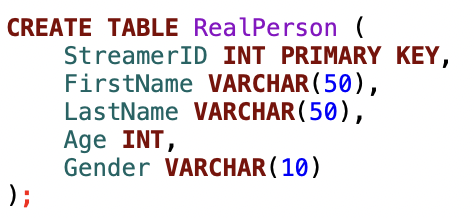 CREATE TABLE RealPerson (
    StreamerID INT PRIMARY KEY,
    FirstName VARCHAR(50),
    LastName VARCHAR(50),
    Age INT,
    Gender VARCHAR(10)
);